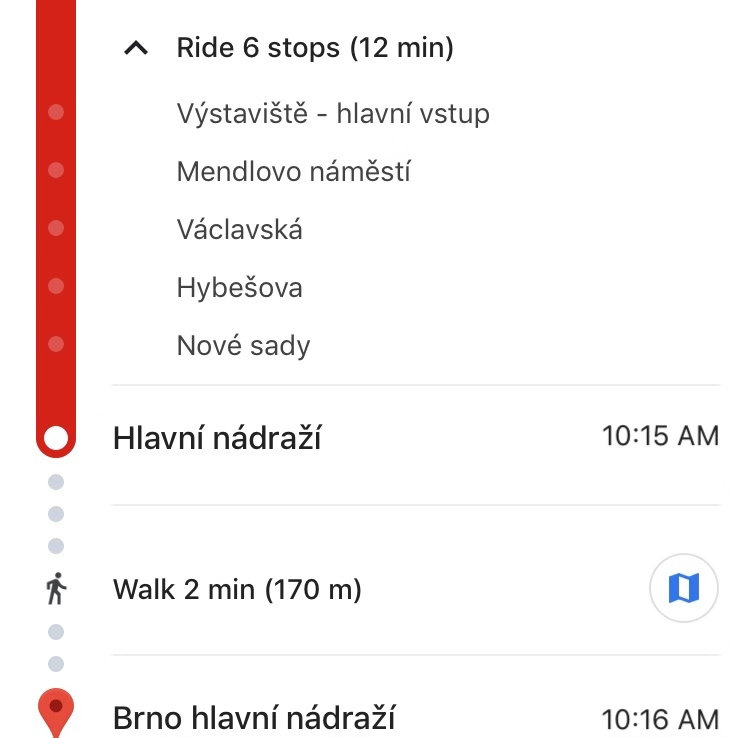 Ride 6 stops (12 min)
Výstaviště - hlavní vstup
Mendlovo náměstí
Václavská
Hybešova
Nové sady
Hlavní nádraží 10:15 AM
Walk 2 min (170 m)
Brno hlavní nádraží 10:16 AM